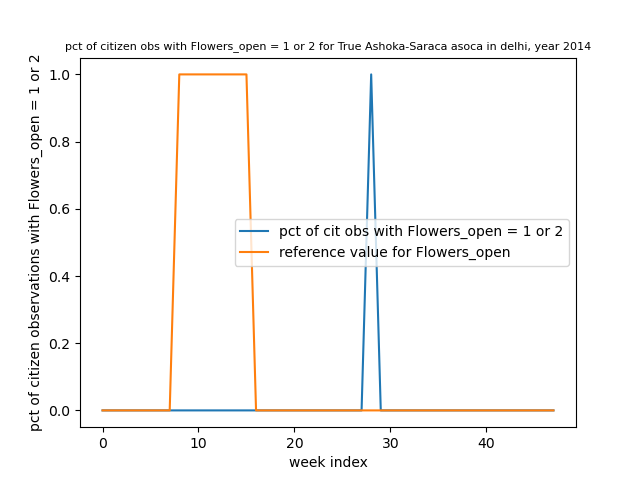 pct of citizen obs with Flowers_open = 1 or 2 for True Ashoka-Saraca asoca in delhi, year 2014
pct of citizen observations with Flowers_open = 1 or 2
1.0
0.8
0.6
0.4
0.2
0.0
pct of cit obs with Flowers_open = 1 or 2
reference value for Flowers_open
0 10 20 30 40
week index